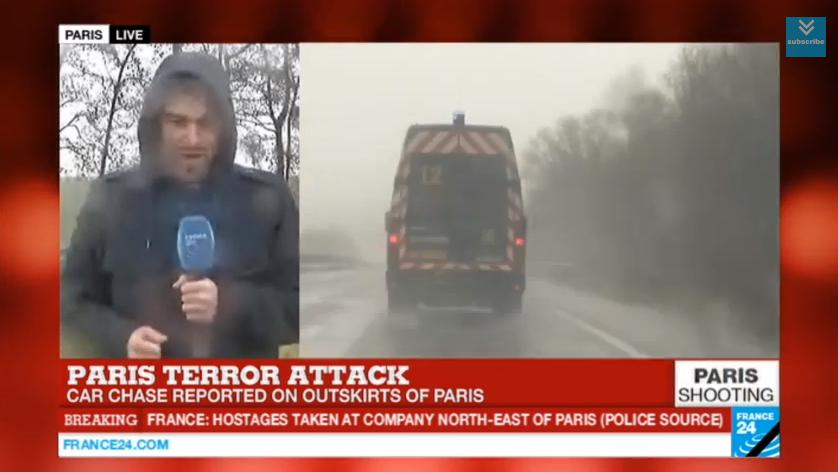 PARIS LIVE
subscribe
PARIS TERROR ATTACK
CAR CHASE REPORTED ON OUTSKIRTS OF PARIS
PARIS
SHOOTING
BREAKING FRANCE: HOSTAGES TAKEN AT COMPANY NORTH-EAST OF PARIS (POLICE SOURCE)
FRANCE
24
FRANCE24.COM